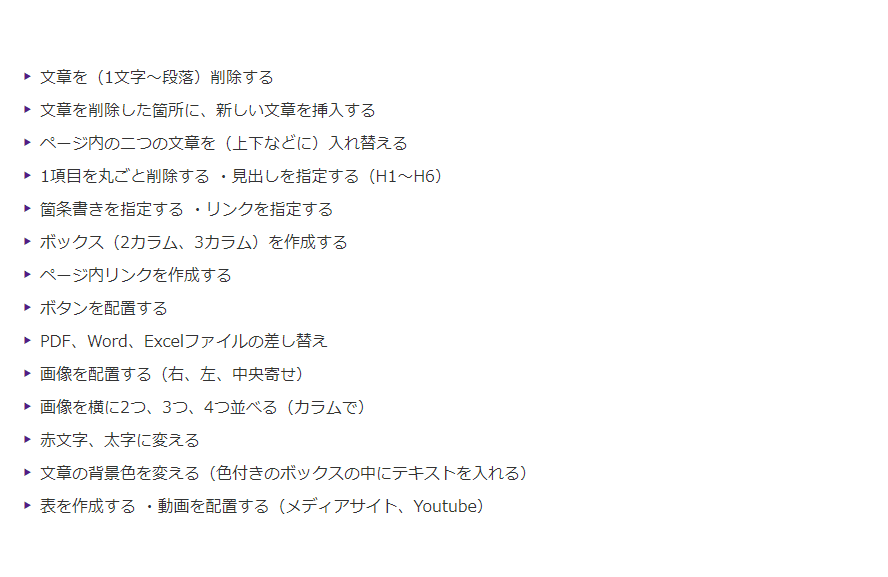 文章を（1文字～段落）削除する
文章を削除した箇所に、新しい文章を挿入する
ページ内の二つの文章を（上下などに）入れ替える
1項目を丸ごと削除する ・見出しを指定する（H1～H6）
箇条書きを指定する ・リンクを指定する
ボックス（2カラム、3カラム）を作成する
ページ内リンクを作成する
ボタンを配置する
PDF、Word、Excelファイルの差し替え
画像を配置する（右、左、中央寄せ）
画像を横に2つ、3つ、4つ並べる（カラムで）
赤文字、太字に変える
文章の背景色を変える（色付きのボックスの中にテキストを入れる）
表を作成する ・動画を配置する（メディアサイト、Youtube）